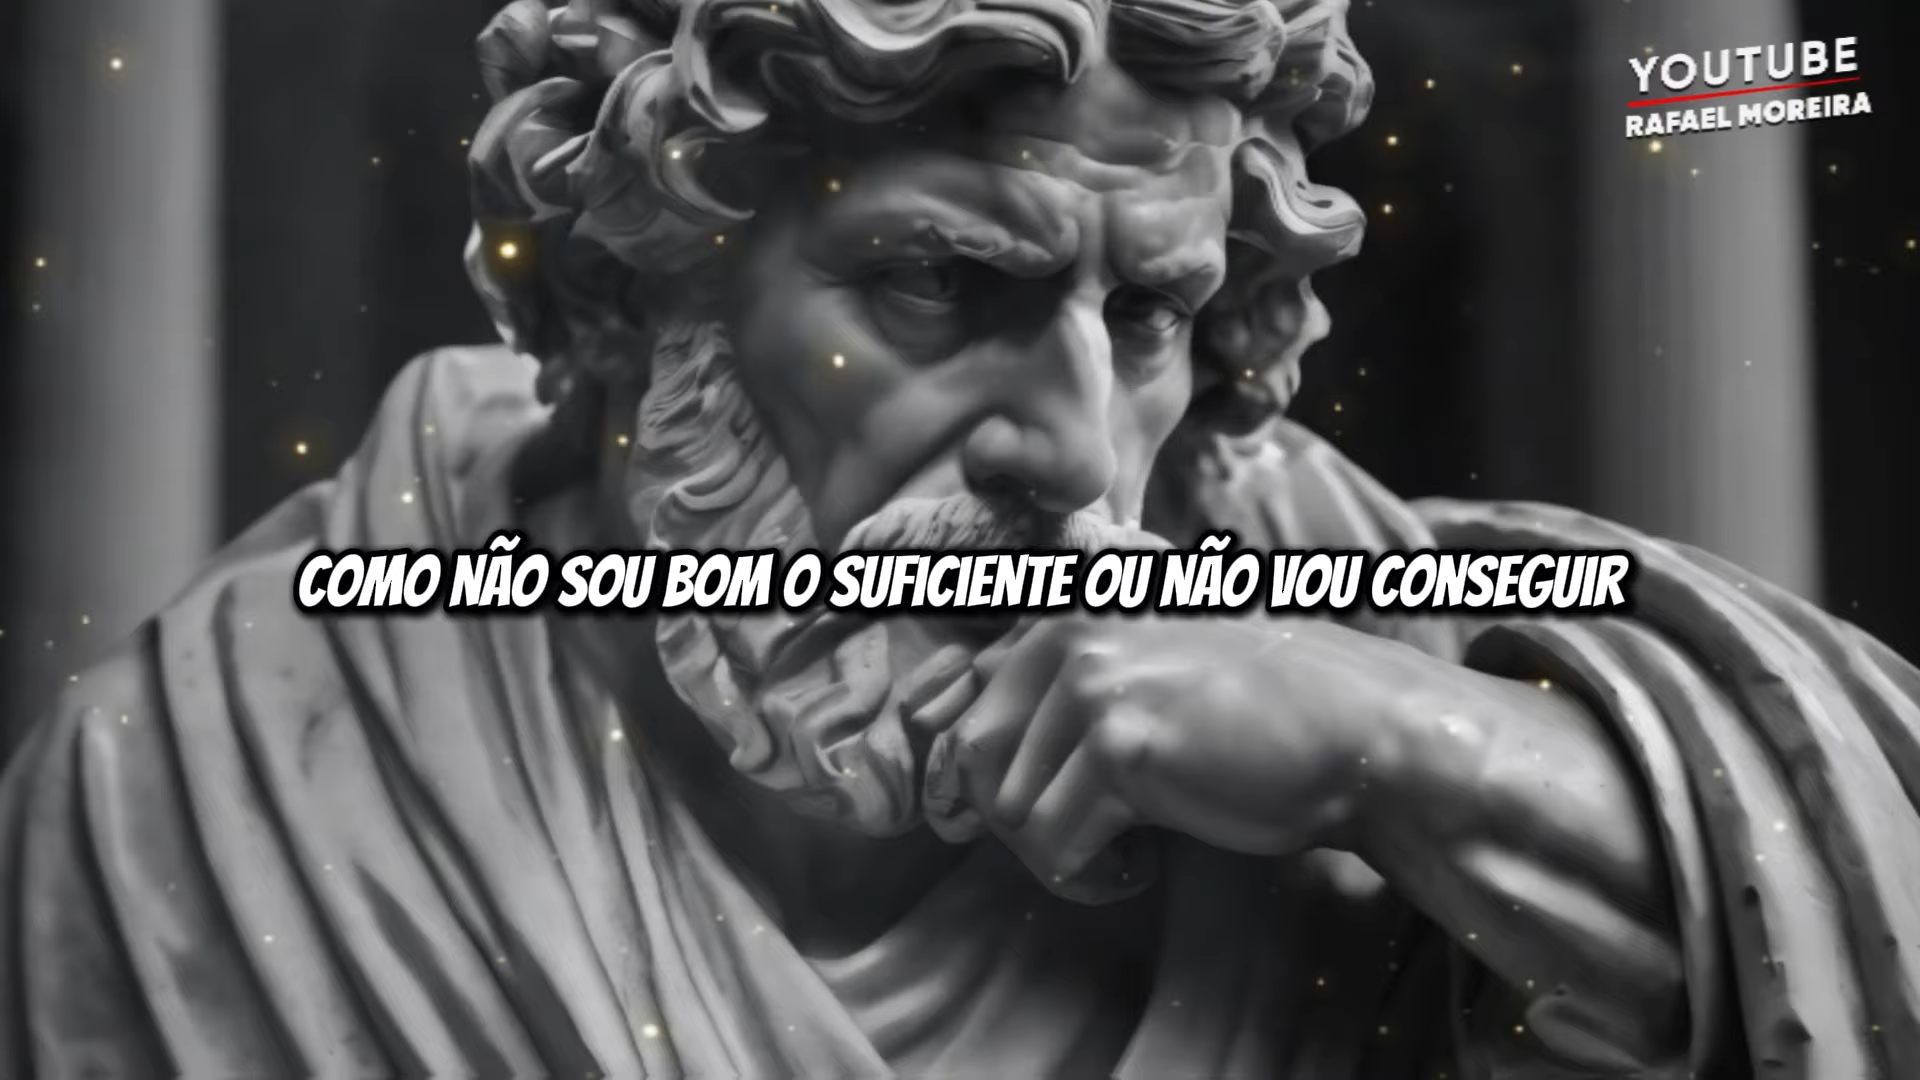 YOUTUBE
RAFAEL MOREIRA
COMO NÃO SOU BOM O SUFICIENTE OU NÃO VOU CONSEGUIR